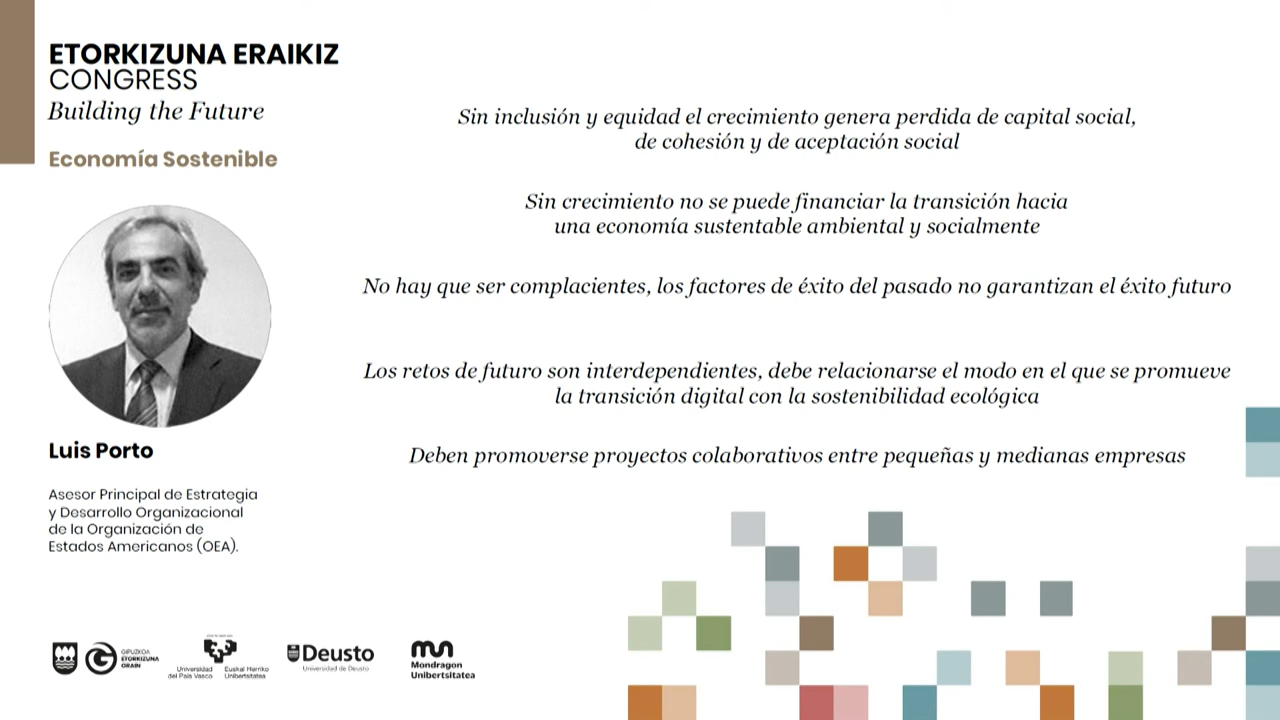 ETORKIZUNA ERAIKIZ
CONGRESS
Building the Future
Economía Sostenible
Sin inclusión y equidad el crecimiento genera perdida de capital social,
de cohesión y de aceptación social
Sin crecimiento no se puede financiar la transición hacia
una economía sustentable ambiental y socialmente
No hay que ser complacientes, los factores de éxito del pasado no garantizan el éxito futuro
Los retos de futuro son interdependientes, debe relacionarse el modo en el que se promueve
la transición digital con la sostenibilidad ecológica
Deben promoverse proyectos colaborativos entre pequeñas y medianas empresas
Luis Porto
Asesor Principal de Estrategia
y Desarrollo Organizacional
de la Organización de
Estados Americanos (OEA).
GIPUZKOA
ETORKIZUNA
ORAIN
Universidad
del País Vasco
Euskal Herriko
Unibertsitatea
Deusto
Universidad de Deusto
Mondragon
Unibertsitatea